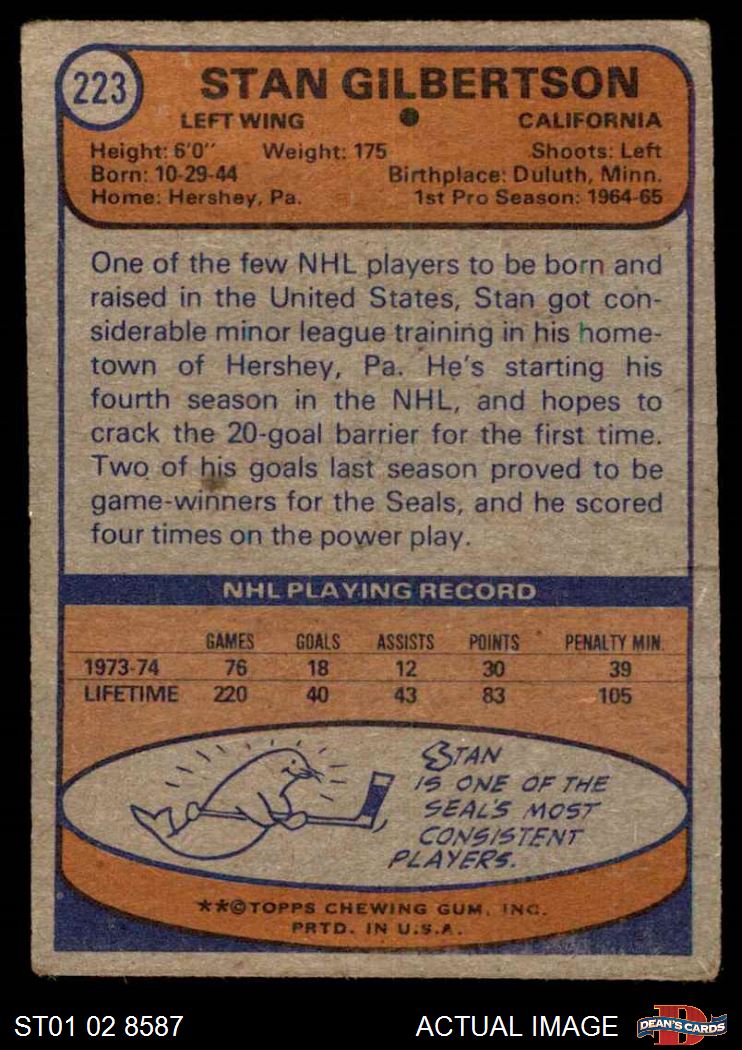 223
STAN GILBERTSON
LEFT WING CALIFORNIA
Height: 6'0" Weight: 175 Shoots: Left
Born: 10-29-44 Birthplace: Duluth, Minn.
Home: Hershey, Pa. 1st Pro Season: 1964-65
One of the few NHL players to be born and
raised in the United States, Stan got con-
siderable minor league training in his home-
town of Hershey, Pa. He's starting his
fourth season in the NHL, and hopes to
crack the 20-goal barrier for the first time.
Two of his goals last season proved to be
game-winners for the Seals, and he scored
four times on the power play.
NHL PLAYING RECORD
GAMES GOALS ASSISTS POINTS PENALTY MIN.
1973-74 76 18 12 30 39
LIFETIME 220 40 43 83 105
STAN
IS ONE OF THE
SEAL'S MOST
CONSISTENT
PLAYERS.
**©TOPPS CHEWING GUM, INC.
PRTD. IN U.S.A.
ST01 02 8587 ACTUAL IMAGE DEAN'S CARDS